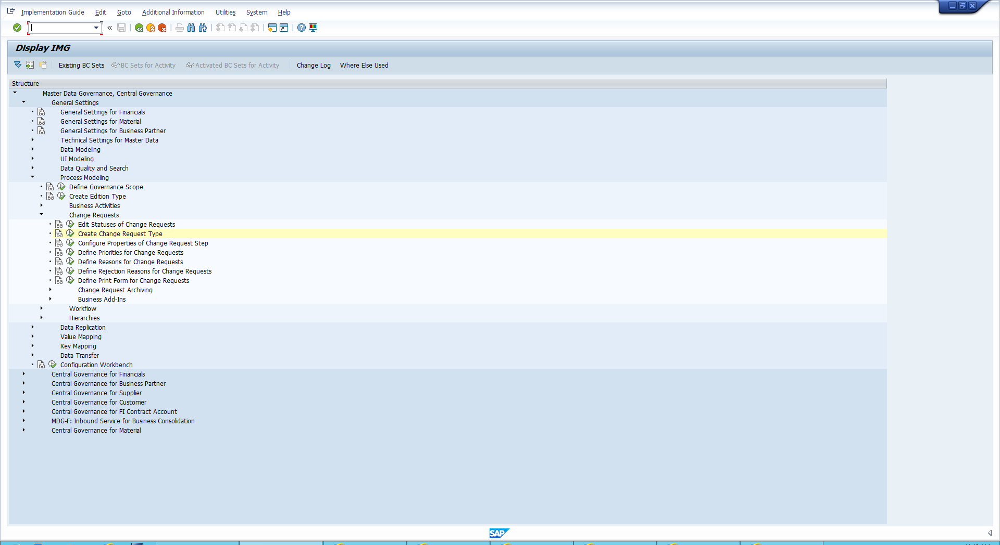 Implementation Guide Edit Goto Additional Information Utilities System Help
Display IMG
Existing BC Sets BC Sets for Activity Activated BC Sets for Activity Change Log Where Else Used
Structure
Master Data Governance, Central Governance
General Settings
General Settings for Financials
General Settings for Material
General Settings for Business Partner
Technical Settings for Master Data
Data Modeling
UI Modeling
Data Quality and Search
Process Modeling
Define Governance Scope
Create Edition Type
Business Activities
Change Requests
Edit Statuses of Change Requests
Create Change Request Type
Configure Properties of Change Request Step
Define Priorities for Change Requests
Define Reasons for Change Requests
Define Rejection Reasons for Change Requests
Define Print Form for Change Requests
Change Request Archiving
Business Add-Ins
Workflow
Hierarchies
Data Replication
Value Mapping
Key Mapping
Data Transfer
Configuration Workbench
Central Governance for Financials
Central Governance for Business Partner
Central Governance for Supplier
Central Governance for Customer
Central Governance for FI Contract Account
MDG-F: Inbound Service for Business Consolidation
Central Governance for Material
SAP